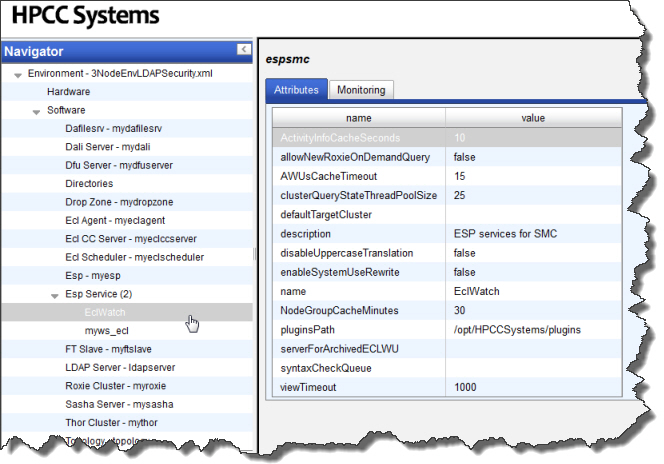 HPCC Systems
Navigator
Environment - 3NodeEnvLDAPSecurity.xml
Hardware
Software
Dafilesrv - mydafilesrv
Dali Server - mydali
Dfu Server - mydfuserver
Directories
Drop Zone - mydropzone
Ecl Agent - myeclagent
Ecl CC Server - myeclccserver
Ecl Scheduler - myeclscheduler
Esp - myesp
Esp Service (2)
EclWatch
myws_ecl
FT Slave - myftslave
LDAP Server - ldapserver
Roxie Cluster - myroxie
Sasha Server - mysasha
Thor Cluster - mythor
Topology - topology
espsmc
Attributes Monitoring
name value
ActivityInfoCacheSeconds 10
allowNewRoxieOnDemandQuery false
AWUsCacheTimeout 15
clusterQueryStateThreadPoolSize 25
defaultTargetCluster
description ESP services for SMC
disableUppercaseTranslation false
enableSystemUseRewrite false
name EclWatch
NodeGroupCacheMinutes 30
pluginsPath /opt/HPCCSystems/plugins
serverForArchivedECLWU
syntaxCheckQueue
viewTimeout 1000